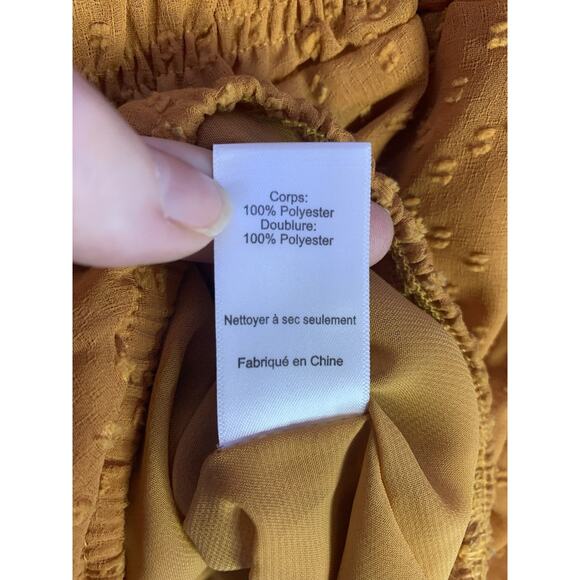 Corps:
100% Polyester
Doublure:
100% Polyester
Nettoyer à sec seulement
Fabriqué en Chine